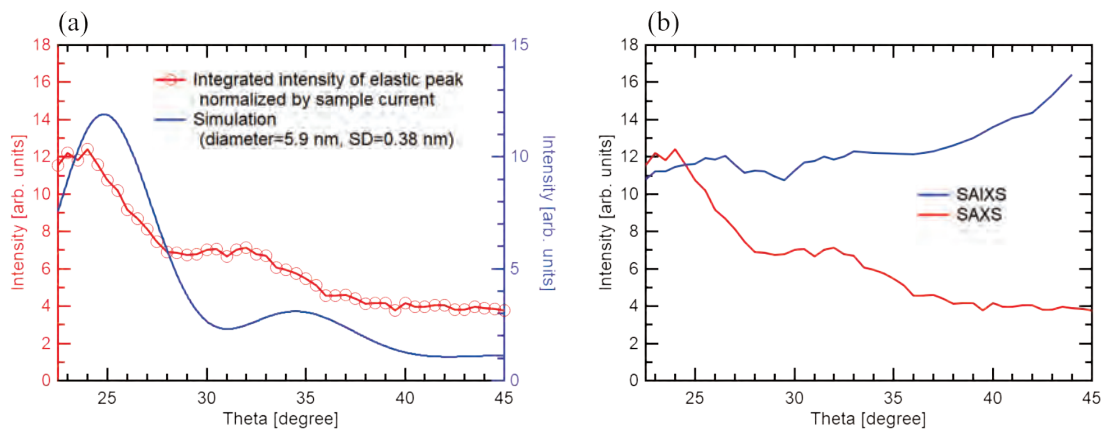 (a)
18
16
14
12
10
8
6
4
2
0
Intensity [arb. units]
15
10
5
0
Intensity [arb. units]
Integrated intensity of elastic peak
normalized by sample current
Simulation
(diameter=5.9 nm, SD=0.38 nm)
25 30 35 40 45
Theta [degree]
(b)
18
16
14
12
10
8
6
4
2
0
Intensity [arb. units]
SAIXS
SAXS
25 30 35 40 45
Theta [degree]